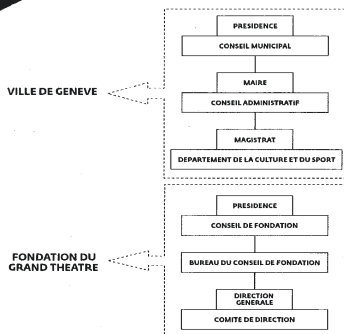 PRESIDENCE
CONSEIL MUNICIPAL
MAIRE
VILLE DE GENEVE
CONSEIL ADMINISTRATIF
MAGISTRAT
DEPARTEMENT DE LA CULTURE ET DU SPORT
PRESIDENCE
CONSEIL DE FONDATION
FONDATION DU
GRAND THEATRE
BUREAU DU CONSEIL DE FONDATION
DIRECTION
GENERALE
COMITE DE DIRECTION